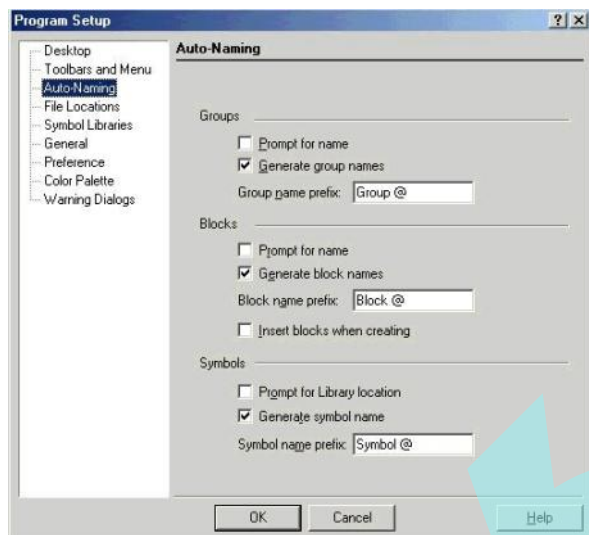 Program Setup
Desktop
Toolbars and Menu
Auto-Naming
File Locations
Symbol Libraries
General
Preference
Color Palette
Warning Dialogs
Auto-Naming
Groups
Prompt for name
Generate group names
Group name prefix: Group @
Blocks
Prompt for name
Generate block names
Block name prefix: Block @
Insert blocks when creating
Symbols
Prompt for Library location
Generate symbol name
Symbol name prefix: Symbol @
OK Cancel Help